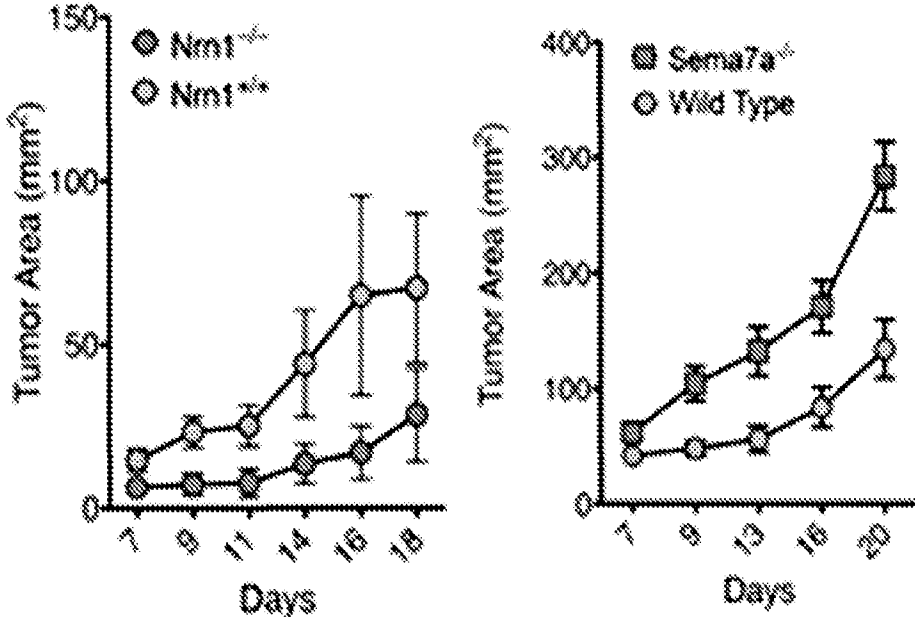 150
100
50
0
Tumor Area (mm²)
Nrn1⁻/⁻
Nrn1⁺/⁺
7 9 11 14 16 18
Days
400
300
200
100
0
Tumor Area (mm²)
Sema7a⁻/⁻
Wild Type
7 9 13 16 20
Days